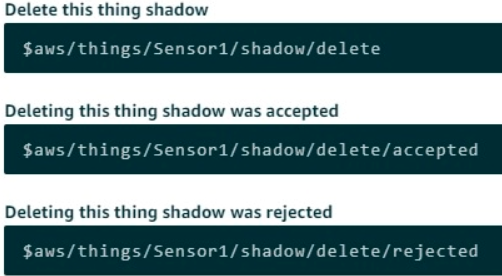 Delete this thing shadow
$aws/things/Sensor1/shadow/delete
Deleting this thing shadow was accepted
$aws/things/Sensor1/shadow/delete/accepted
Deleting this thing shadow was rejected
$aws/things/Sensor1/shadow/delete/rejected